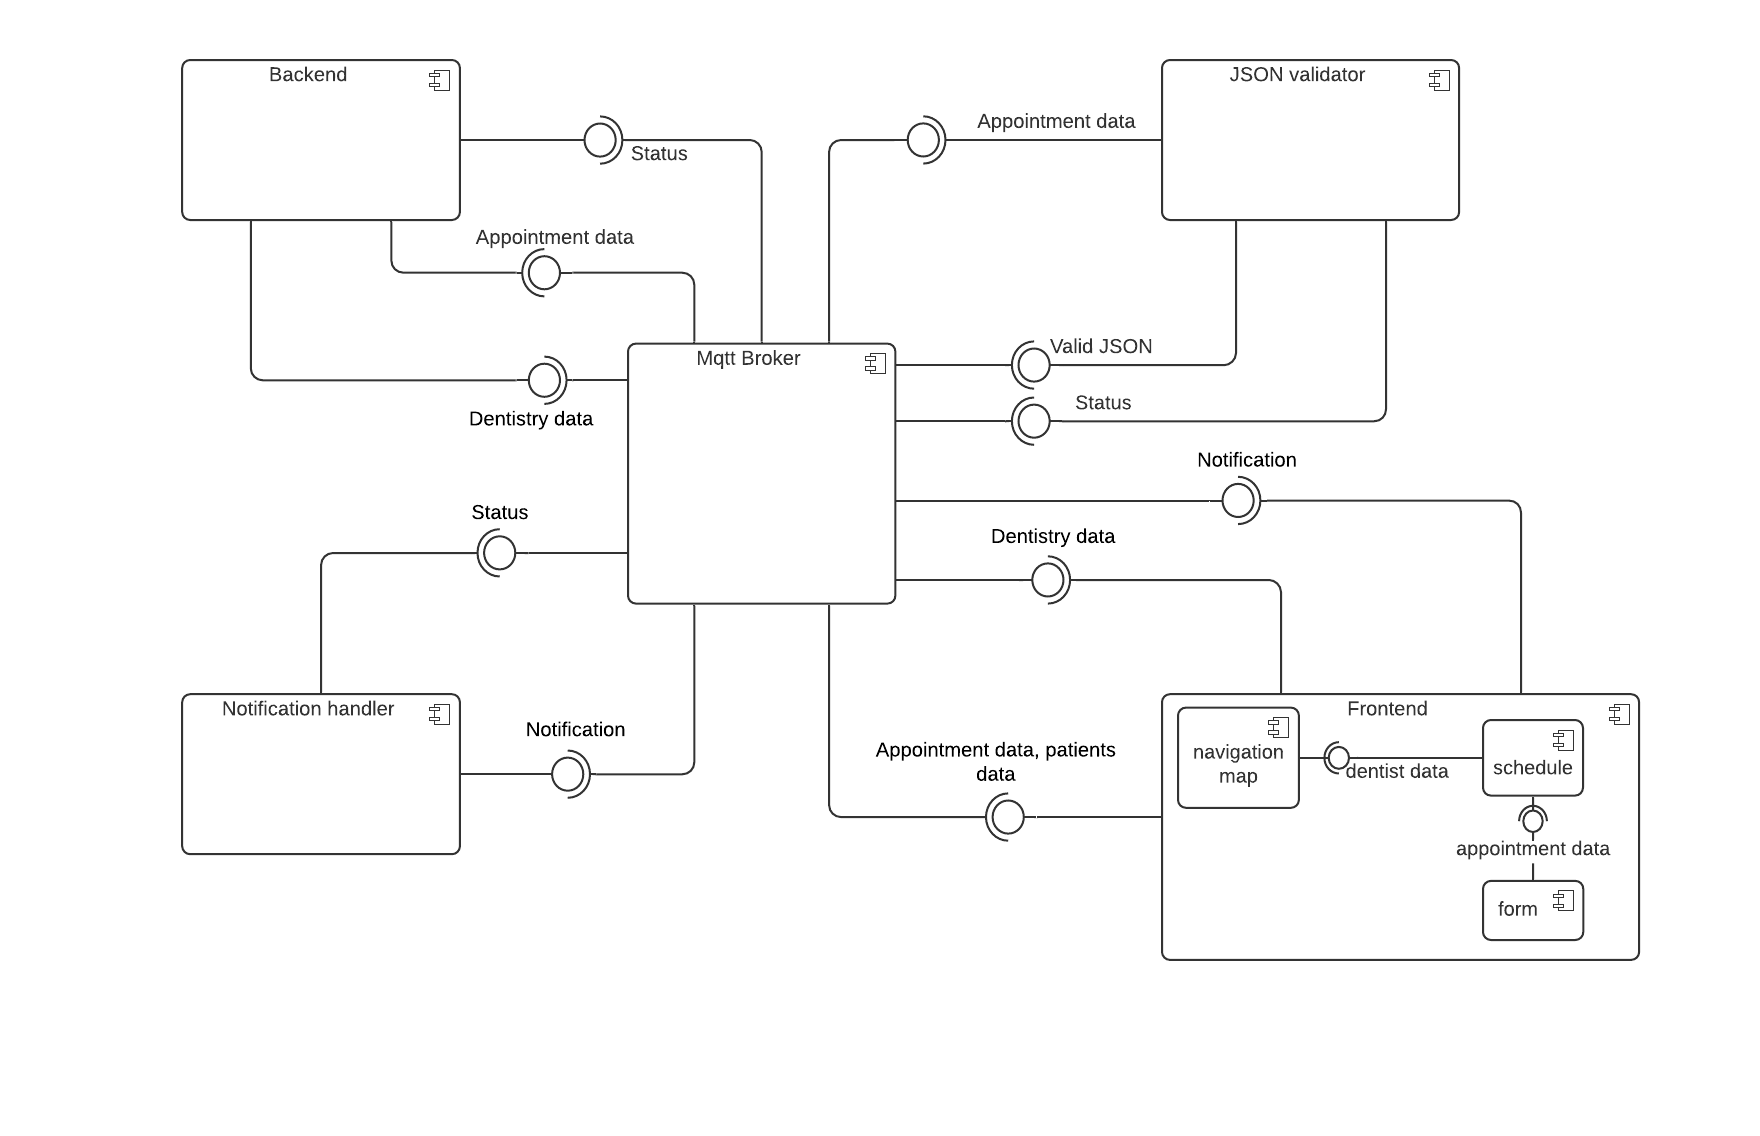 Backend
JSON validator
Appointment data
Status
Appointment data
Valid JSON
Mqtt Broker
Status
Dentistry data
Notification
Status
Dentistry data
Notification handler
Frontend
Notification
Appointment data, patients
data
navigation
map
dentist data
schedule
appointment data
form